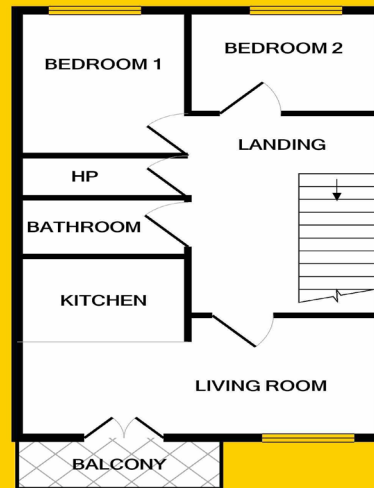 BEDROOM 1
BEDROOM 2
LANDING
HP
BATHROOM
KITCHEN
LIVING ROOM
BALCONY